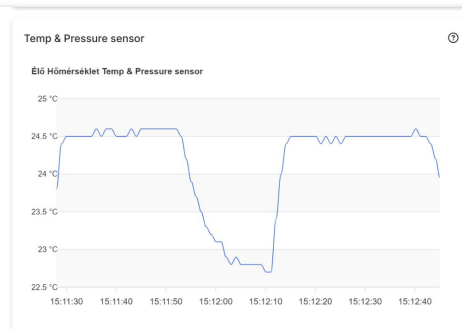 Temp & Pressure sensor
Élő Hőmérséklet Temp & Pressure sensor
25 °C
24.5 °C
24 °C
23.5 °C
23 °C
22.5 °C
15:11:30 15:11:40 15:11:50 15:12:00 15:12:10 15:12:20 15:12:30 15:12:40